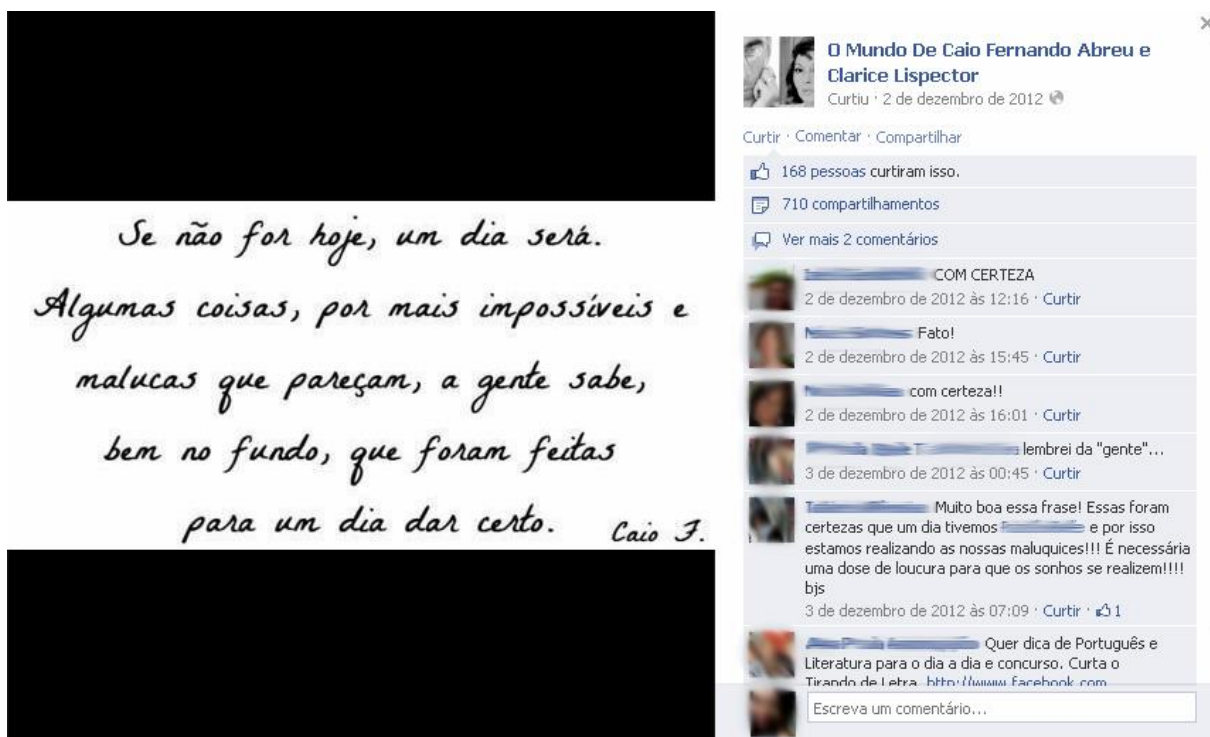 Se não for hoje, um dia será.
Algumas coisas, por mais impossíveis e
malucas que pareçam, a gente sabe,
bem no fundo, que foram feitas
para um dia dar certo.
Caio F.
O Mundo De Caio Fernando Abreu e
Clarice Lispector
Curtiu · 2 de dezembro de 2012
Curtir · Comentar · Compartilhar
168 pessoas curtiram isso.
710 compartilhamentos
Ver mais 2 comentários
COM CERTEZA
2 de dezembro de 2012 às 12:16 · Curtir
Fato!
2 de dezembro de 2012 às 15:45 · Curtir
com certeza!!
2 de dezembro de 2012 às 16:01 · Curtir
lembrei da "gente"...
3 de dezembro de 2012 às 00:45 · Curtir
Muito boa essa frase! Essas foram
certezas que um dia tivemos e por isso
estamos realizando as nossas maluquices!!! É necessária
uma dose de loucura para que os sonhos se realizem!!!!
bjs
3 de dezembro de 2012 às 07:09 · Curtir · 1
Quer dica de Português e
Literatura para o dia a dia e concurso. Curta o
Tirando de Letra. http://www.facebook.com
Escreva um comentário...